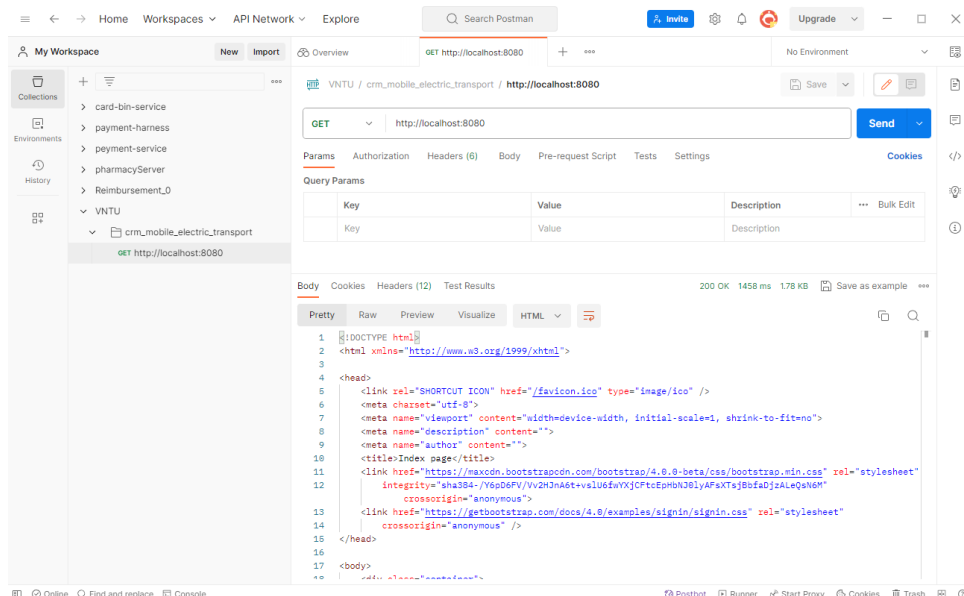 Home Workspaces API Network Explore Search Postman Invite Upgrade
My Workspace New Import Overview GET http://localhost:8080 No Environment
Collections
Environments
History
card-bin-service
payment-harness
peyment-service
pharmacyServer
Reimbursement_0
VNTU
crm_mobile_electric_transport
GET http://localhost:8080
VNTU / crm_mobile_electric_transport / http://localhost:8080 Save
GET http://localhost:8080 Send
Params Authorization Headers (6) Body Pre-request Script Tests Settings Cookies
Query Params
Key Value Description Bulk Edit
Key Value Description
Body Cookies Headers (12) Test Results 200 OK 1458 ms 1.78 KB Save as example
Pretty Raw Preview Visualize HTML
1 <!DOCTYPE html>
2 <html xmlns="http://www.w3.org/1999/xhtml">
3
4 <head>
5 <link rel="SHORTCUT ICON" href="/favicon.ico" type="image/ico" />
6 <meta charset="utf-8">
7 <meta name="viewport" content="width=device-width, initial-scale=1, shrink-to-fit=no">
8 <meta name="description" content="">
9 <meta name="author" content="">
10 <title>Index page</title>
11 <link href="https://maxcdn.bootstrapcdn.com/bootstrap/4.0.0-beta/css/bootstrap.min.css" rel="stylesheet"
12 integrity="sha384-/Y6pD6FV/Vv2HJnA6t+vslU6fwYXjCFtcEpHbNJ0lyAFsXTsjBbfaDjzALeQsN6M"
crossorigin="anonymous">
13 <link href="https://getbootstrap.com/docs/4.0/examples/signin/signin.css" rel="stylesheet"
14 crossorigin="anonymous" />
15 </head>
16
17 <body>
18 <div class="container">
Online Find and replace Console Postbot Runner Start Proxy Cookies Trash